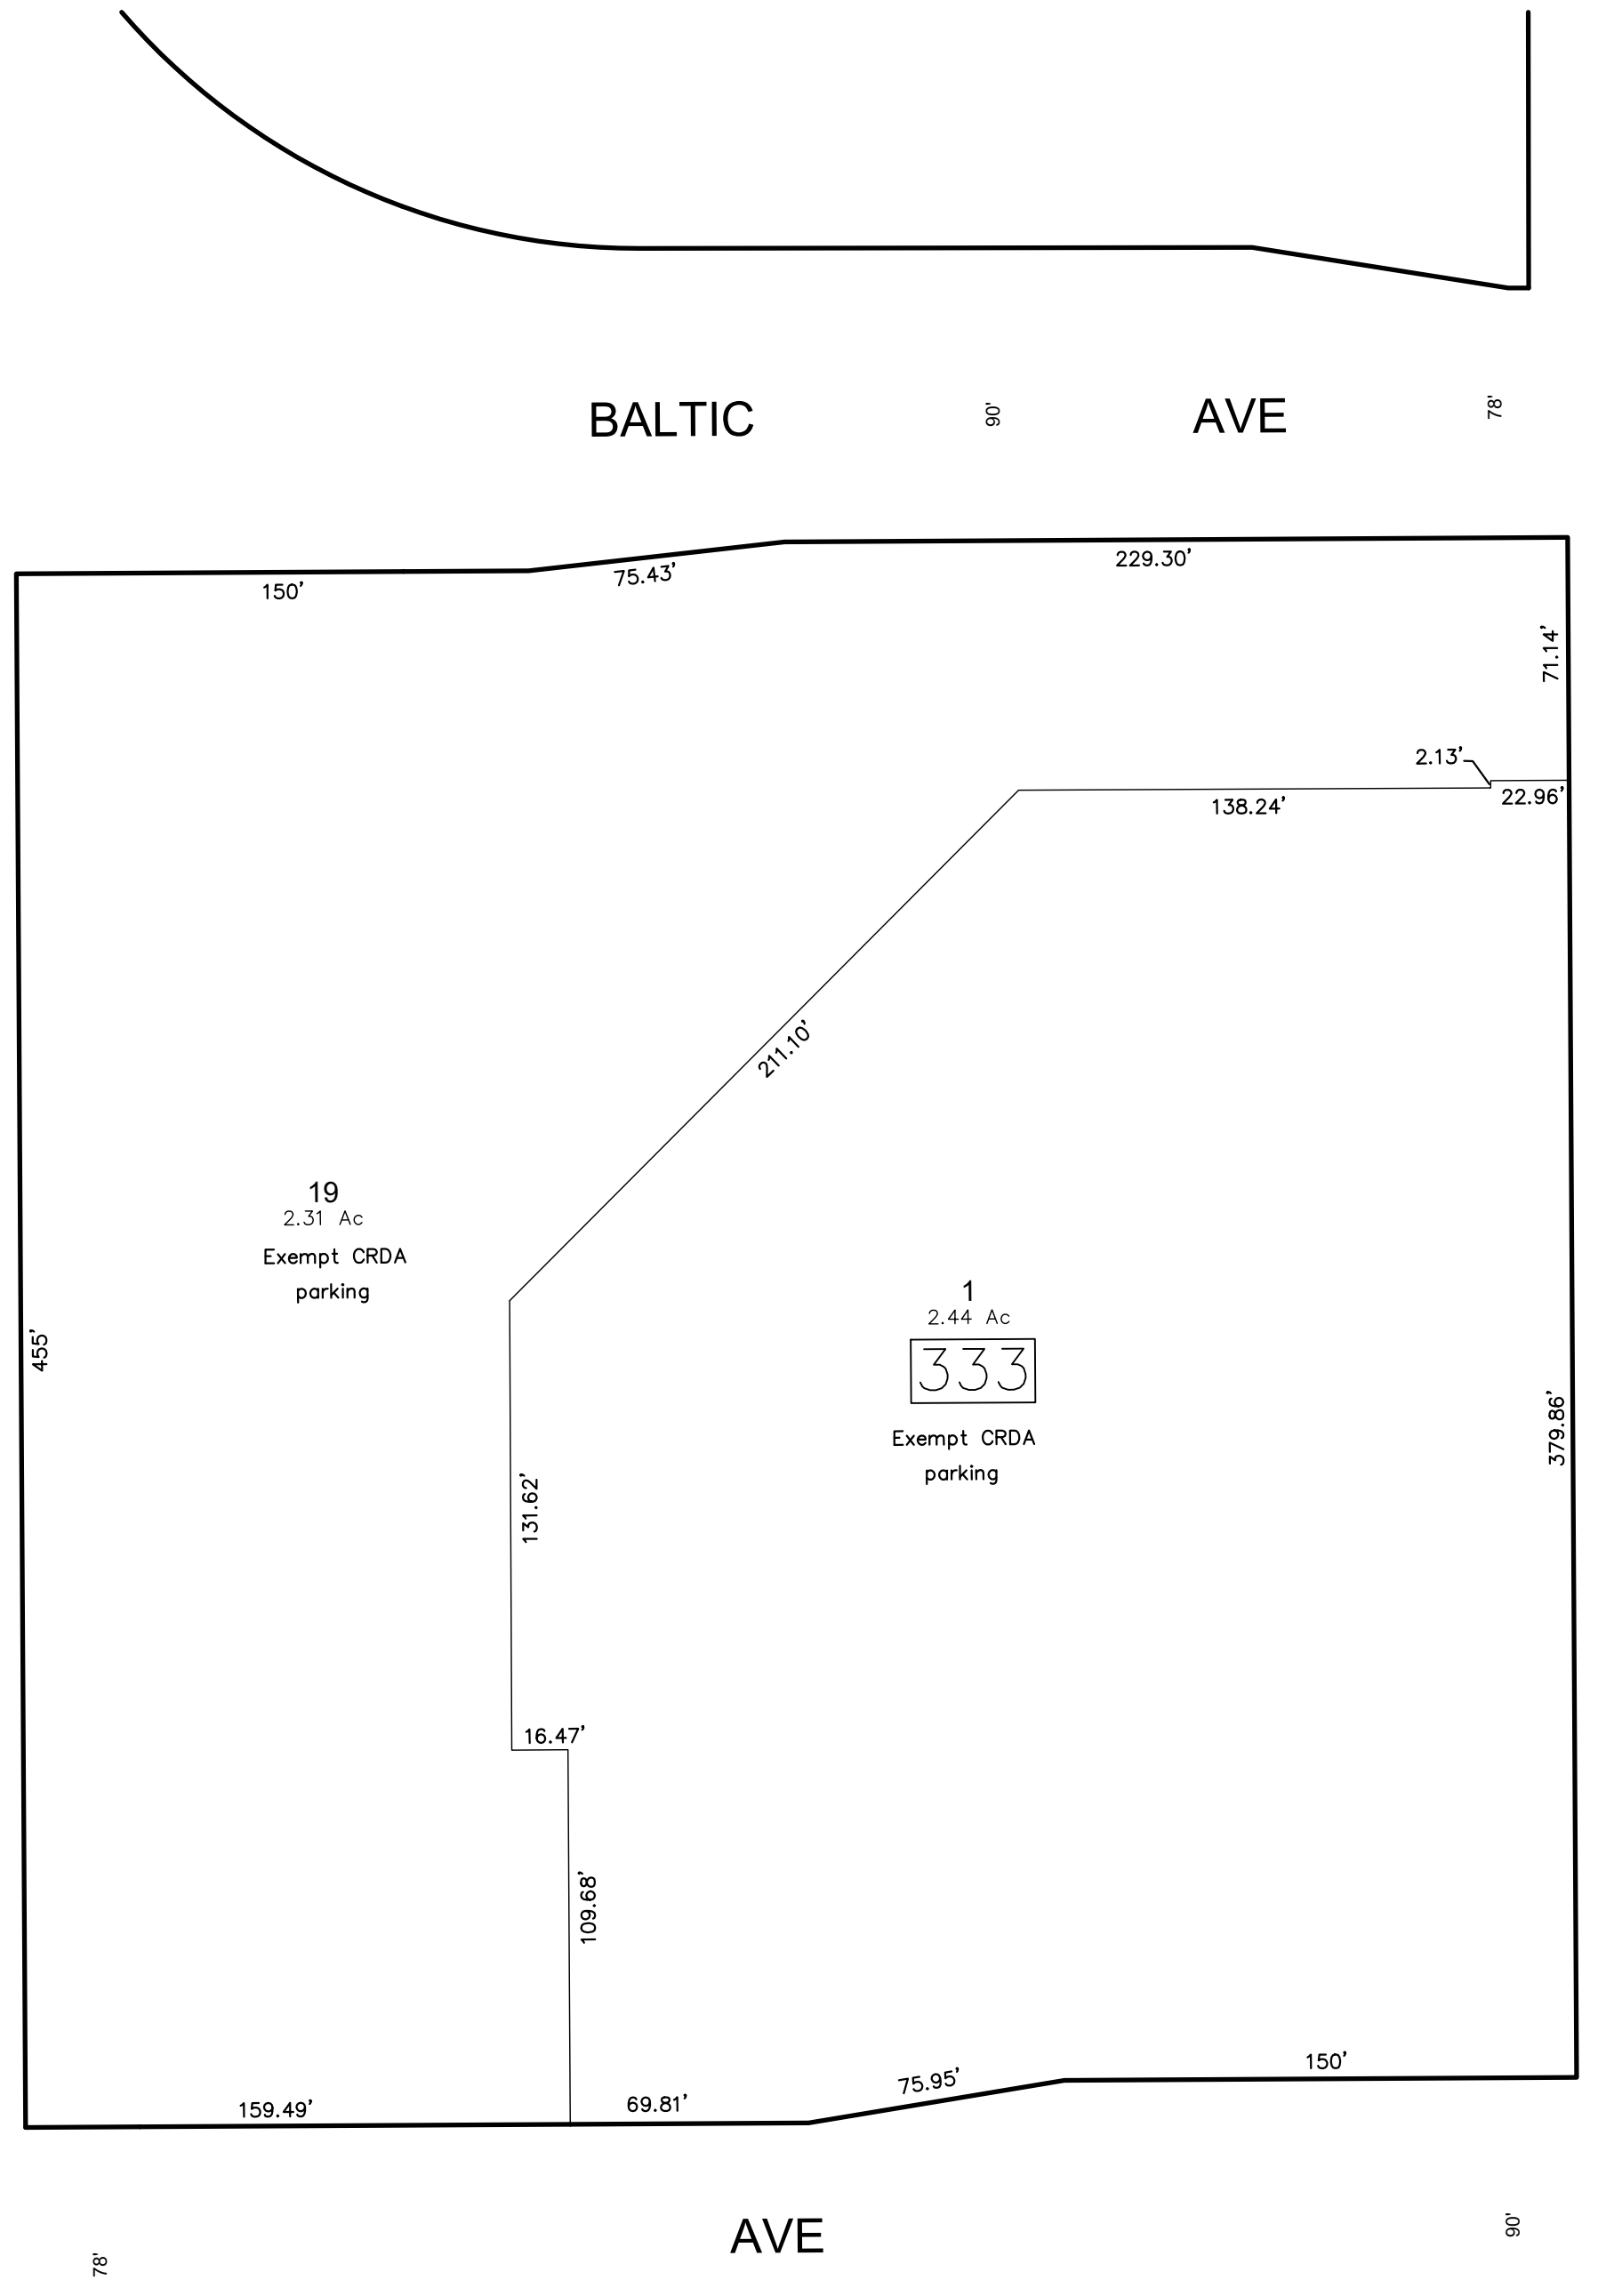 BALTIC 90' AVE 78'
150'
75.43'
229.30'
71.14'
2.13'
138.24'
22.96'
211.10'
19
2.31 Ac
Exempt CRDA
parking
1
2.44 Ac
333
Exempt CRDA
parking
455'
379.86'
131.62'
16.47'
109.68'
159.49'
69.81'
75.95'
150'
78'
AVE
90'